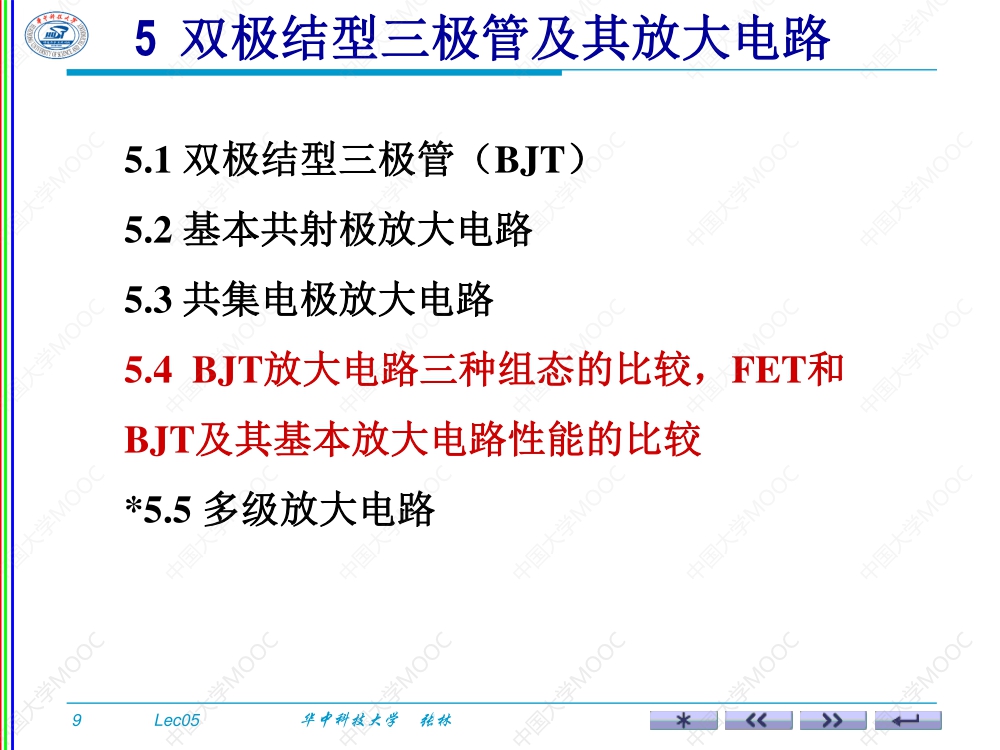 5 双极结型三极管及其放大电路
5.1 双极结型三极管（BJT）
5.2 基本共射极放大电路
5.3 共集电极放大电路
5.4 BJT放大电路三种组态的比较，FET和
BJT及其基本放大电路性能的比较
*5.5 多级放大电路
9 Lec05 华中科技大学 张林
中国大学MOOC